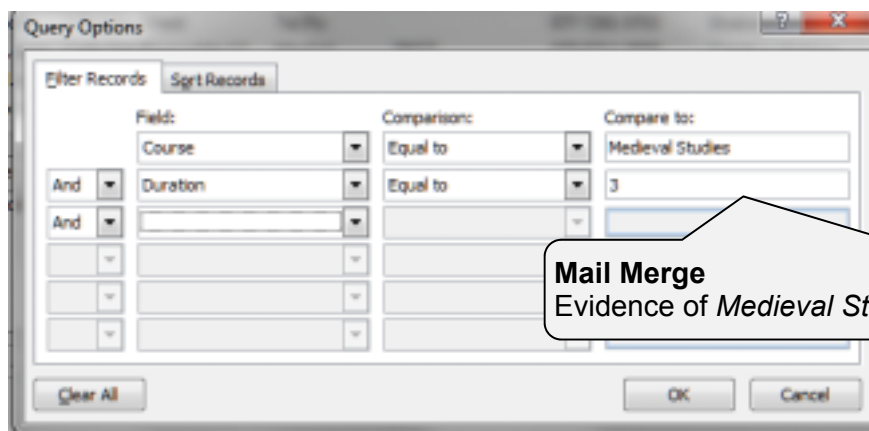 Query Options
Filter Records Sort Records
Field: Comparison: Compare to:
Course Equal to Medieval Studies
And Duration Equal to 3
And
Mail Merge
Evidence of Medieval St
Clear All OK Cancel